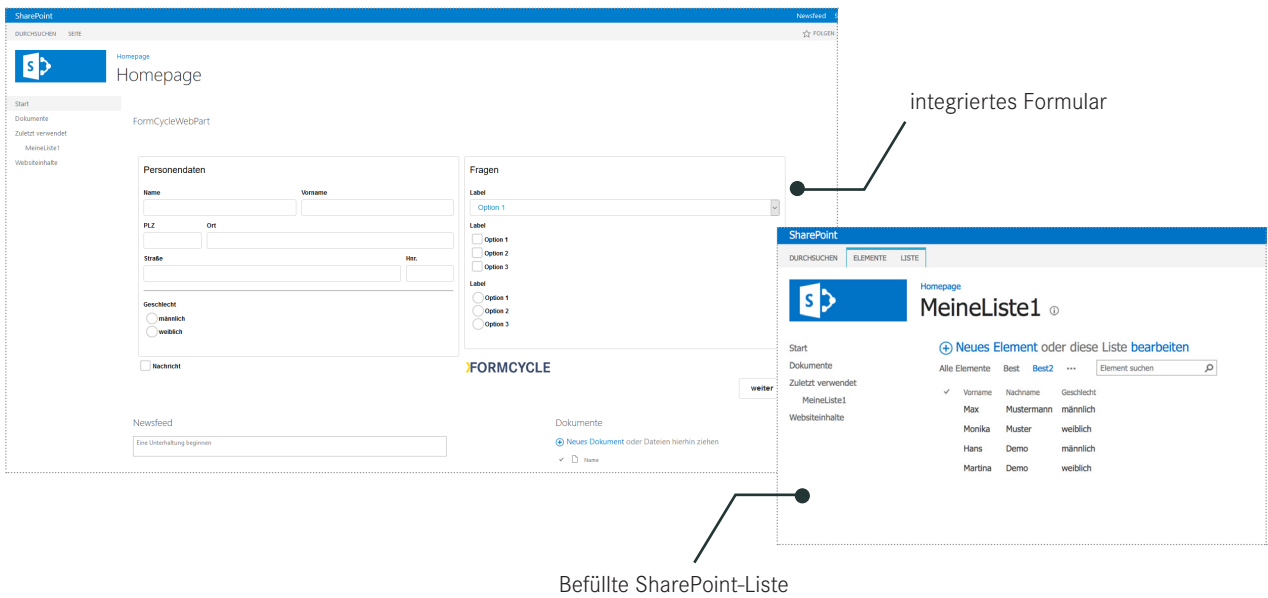 SharePoint
Newsfeed S
DURCHSUCHEN SEITE
FOLGEN
S
Homepage
Homepage
Start
Dokumente
Zuletzt verwendet
MeineListe1
Websiteinhalte
FormCycleWebPart
Personendaten
Name Vorname
PLZ Ort
Straße Hnr.
Geschlecht
männlich
weiblich
Nachricht
Fragen
Label
Option 1
Label
Option 1
Option 2
Option 3
Label
Option 1
Option 2
Option 3
FORMCYCLE
weiter
Newsfeed
Eine Unterhaltung beginnen
Dokumente
Neues Dokument oder Dateien hierhin ziehen
Name
integriertes Formular
SharePoint
DURCHSUCHEN ELEMENTE LISTE
S
Homepage
MeineListe1
Start
Dokumente
Zuletzt verwendet
MeineListe1
Websiteinhalte
Neues Element oder diese Liste bearbeiten
Alle Elemente Best Best2 ••• Element suchen
Vorname Nachname Geschlecht
Max Mustermann männlich
Monika Muster weiblich
Hans Demo männlich
Martina Demo weiblich
Befüllte SharePoint-Liste